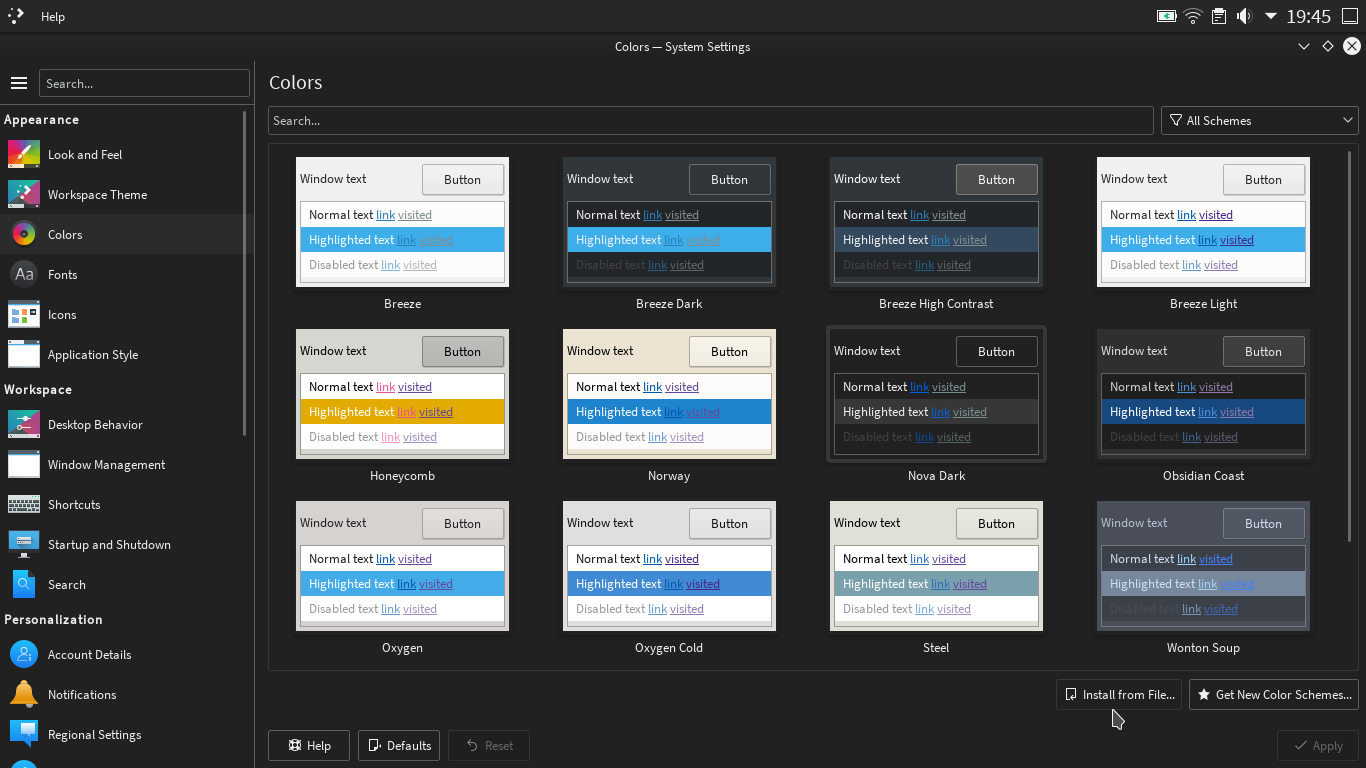 Help
19:45
Colors — System Settings
Search...
Appearance
Look and Feel
Workspace Theme
Colors
Fonts
Icons
Application Style
Workspace
Desktop Behavior
Window Management
Shortcuts
Startup and Shutdown
Search
Personalization
Account Details
Notifications
Regional Settings
Colors
Search...
All Schemes
Window text Button
Normal text link visited
Highlighted text link visited
Disabled text link visited
Breeze
Window text Button
Normal text link visited
Highlighted text link visited
Disabled text link visited
Breeze Dark
Window text Button
Normal text link visited
Highlighted text link visited
Disabled text link visited
Breeze High Contrast
Window text Button
Normal text link visited
Highlighted text link visited
Disabled text link visited
Breeze Light
Window text Button
Normal text link visited
Highlighted text link visited
Disabled text link visited
Honeycomb
Window text Button
Normal text link visited
Highlighted text link visited
Disabled text link visited
Norway
Window text Button
Normal text link visited
Highlighted text link visited
Disabled text link visited
Nova Dark
Window text Button
Normal text link visited
Highlighted text link visited
Disabled text link visited
Obsidian Coast
Window text Button
Normal text link visited
Highlighted text link visited
Disabled text link visited
Oxygen
Window text Button
Normal text link visited
Highlighted text link visited
Disabled text link visited
Oxygen Cold
Window text Button
Normal text link visited
Highlighted text link visited
Disabled text link visited
Steel
Window text Button
Normal text link visited
Highlighted text link visited
Disabled text link visited
Wonton Soup
Install from File...
Get New Color Schemes...
Help
Defaults
Reset
Apply